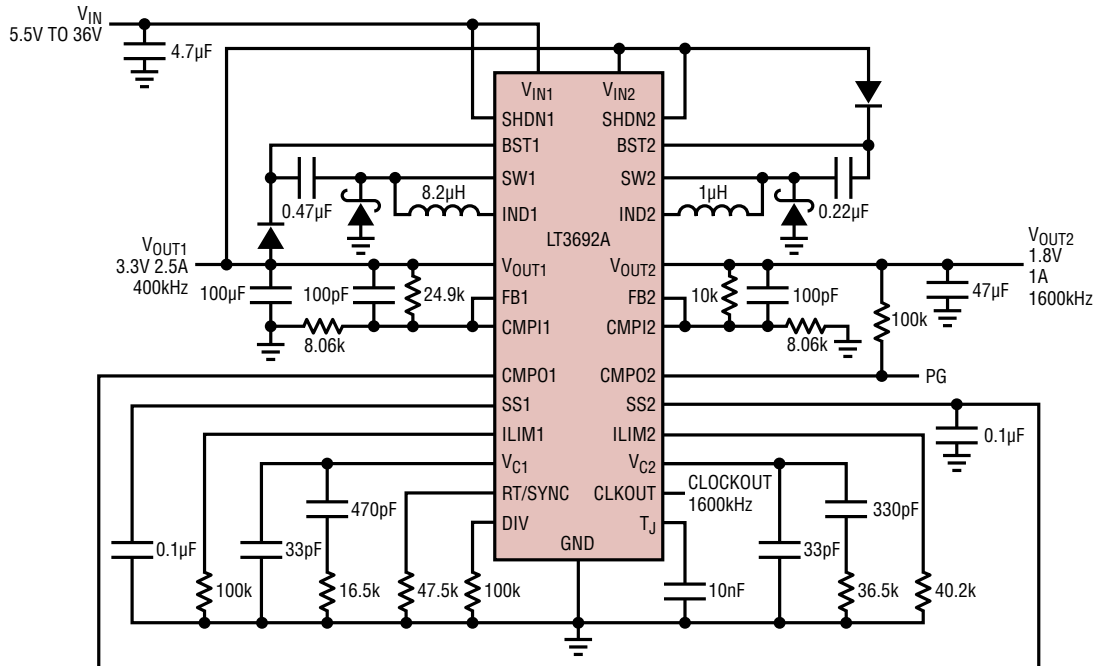 VIN
5.5V TO 36V
4.7µF
VIN1
VIN2
SHDN1
SHDN2
BST1
BST2
SW1
SW2
0.47µF
8.2µH
1µH
0.22µF
IND1
IND2
LT3692A
VOUT1
3.3V 2.5A
400kHz
VOUT1
VOUT2
VOUT2
1.8V
1A
1600kHz
100µF
100pF
24.9k
FB1
FB2
10k
100pF
47µF
8.06k
CMPI1
CMPI2
8.06k
100k
CMPO1
CMPO2
PG
SS1
SS2
0.1µF
ILIM1
ILIM2
VC1
VC2
RT/SYNC
CLKOUT
CLOCKOUT
1600kHz
470pF
330pF
DIV
TJ
GND
0.1µF
33pF
33pF
100k
16.5k
47.5k
100k
10nF
36.5k
40.2k